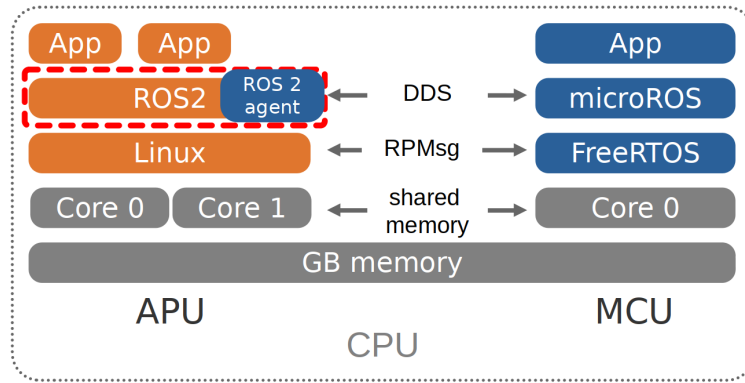 App App App
ROS2 ROS 2
agent DDS microROS
Linux RPMsg FreeRTOS
Core 0 Core 1 shared
memory Core 0
GB memory
APU MCU
CPU